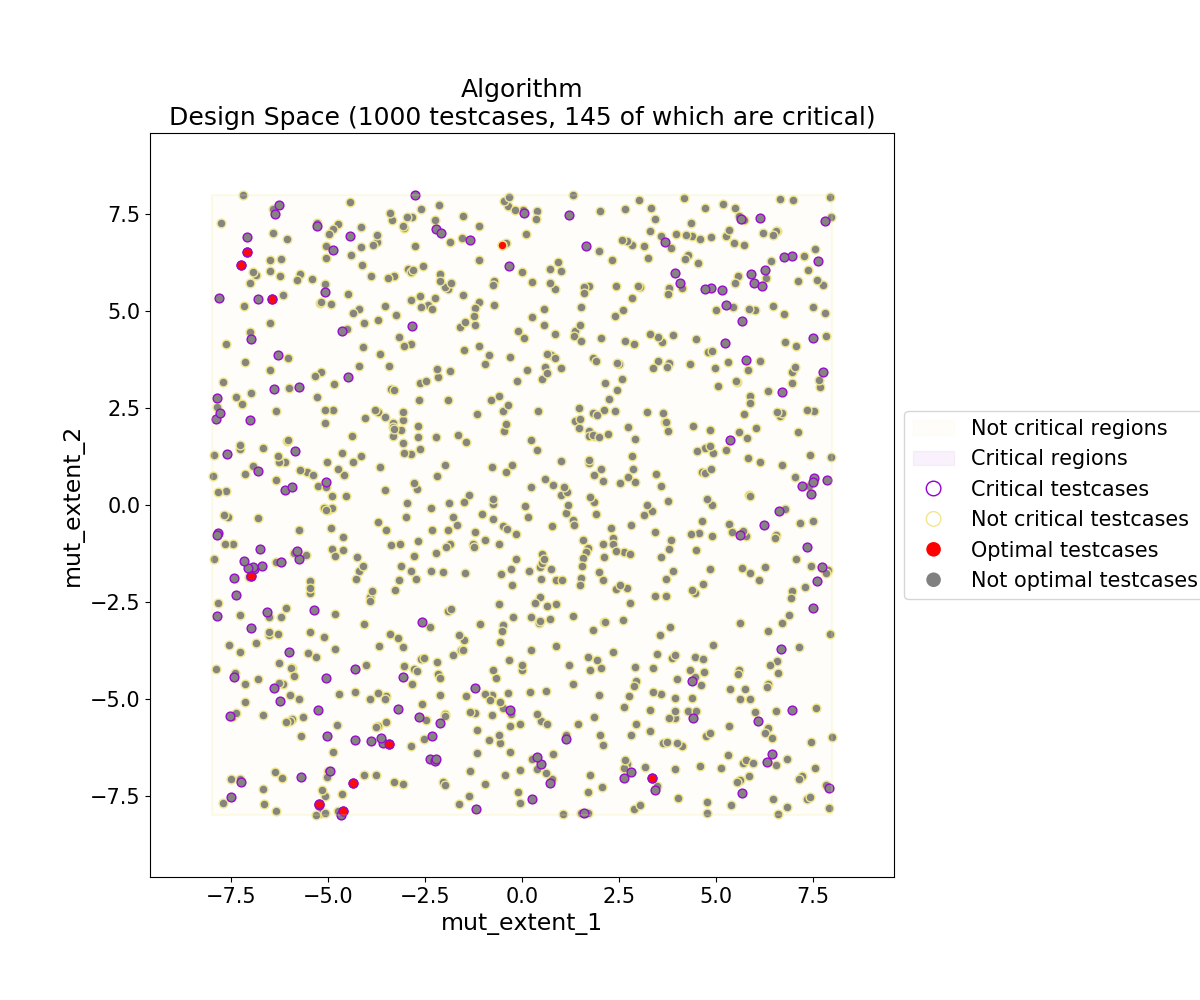 Algorithm
Design Space (1000 testcases, 145 of which are critical)
mut_extent_2
7.5
5.0
2.5
0.0
−2.5
−5.0
−7.5
−7.5
−5.0
−2.5
0.0
2.5
5.0
7.5
mut_extent_1
Not critical regions
Critical regions
Critical testcases
Not critical testcases
Optimal testcases
Not optimal testcases